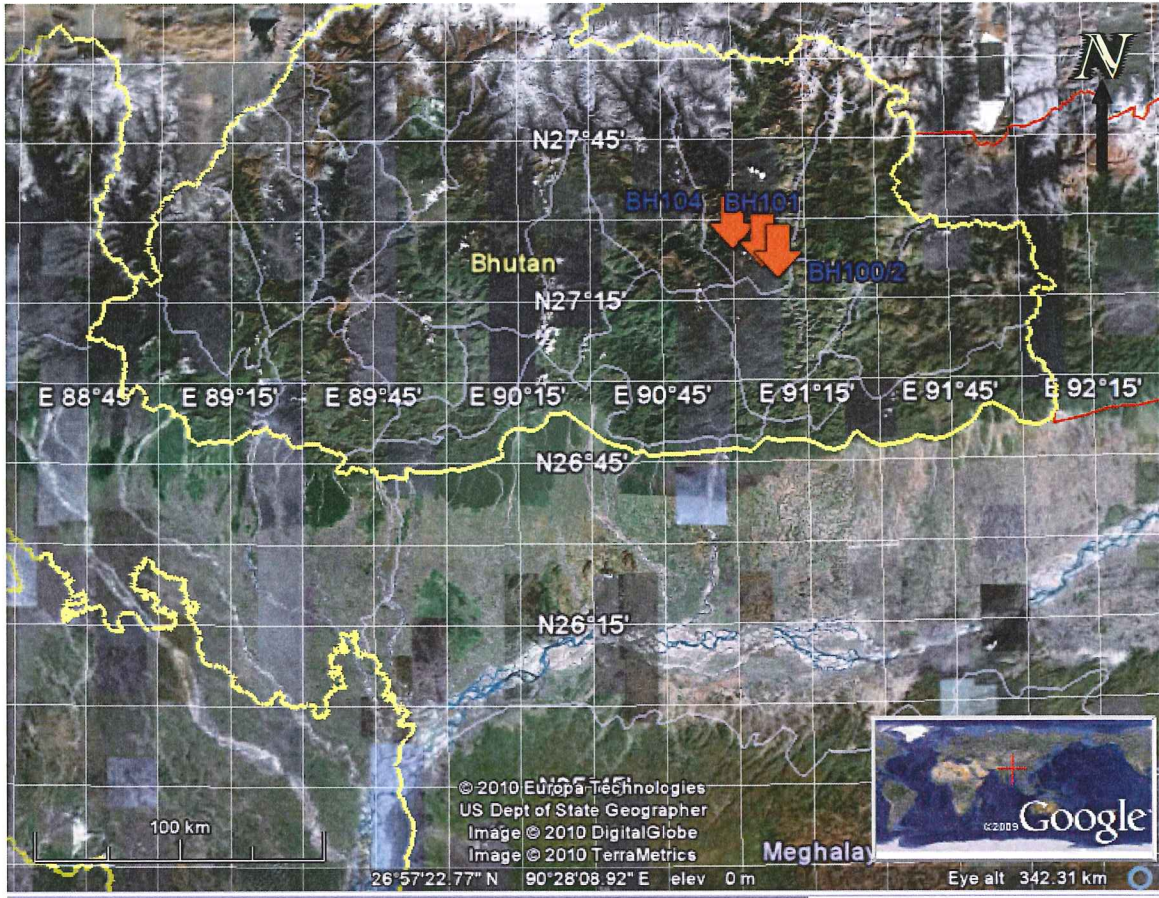 N
N27°45'
BH104 BH101
Bhutan
BH100/2
N27°15'
E 88°45' E 89°15' E 89°45' E 90°15' E 90°45' E 91°15' E 91°45' E 92°15'
N26°45'
N26°15'
N25°45'
© 2010 Europa Technologies
US Dept of State Geographer
Image © 2010 DigitalGlobe
Image © 2010 TerraMetrics
100 km
Meghalay
©2009 Google
26°57'22.77" N 90°28'08.92" E elev 0 m
Eye alt 342.31 km